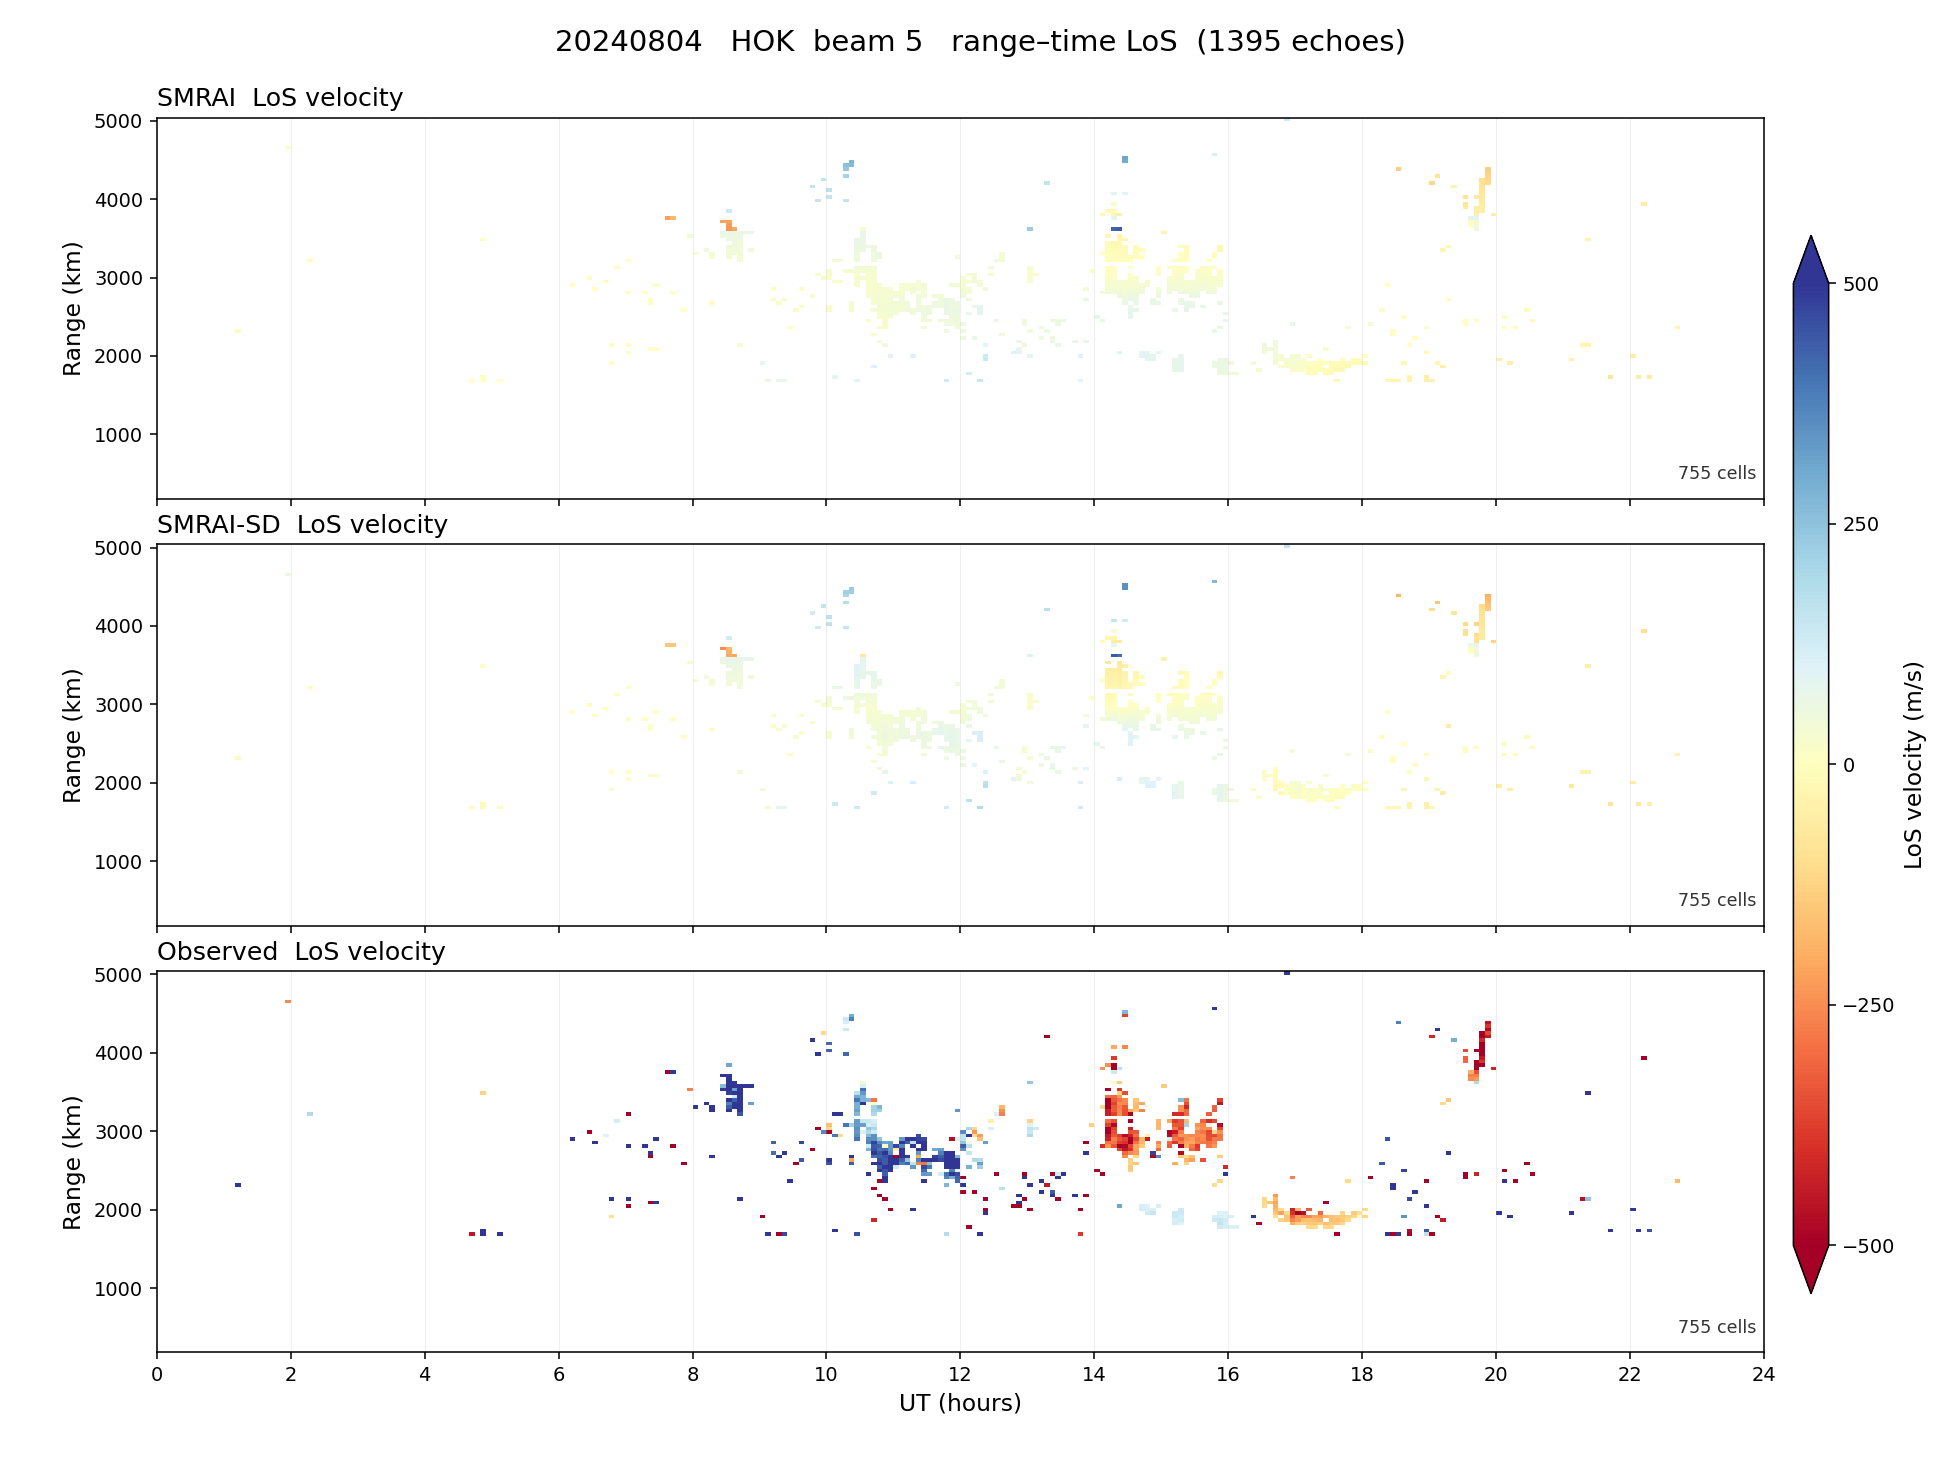 20240804   HOK  beam 5   range–time LoS  (1395 echoes)
SMRAI  LoS velocity
5000
4000
3000
2000
1000
Range (km)
755 cells
SMRAI-SD  LoS velocity
5000
4000
3000
2000
1000
Range (km)
755 cells
Observed  LoS velocity
5000
4000
3000
2000
1000
Range (km)
755 cells
0 2 4 6 8 10 12 14 16 18 20 22 24
UT (hours)
500
250
0
−250
−500
LoS velocity (m/s)